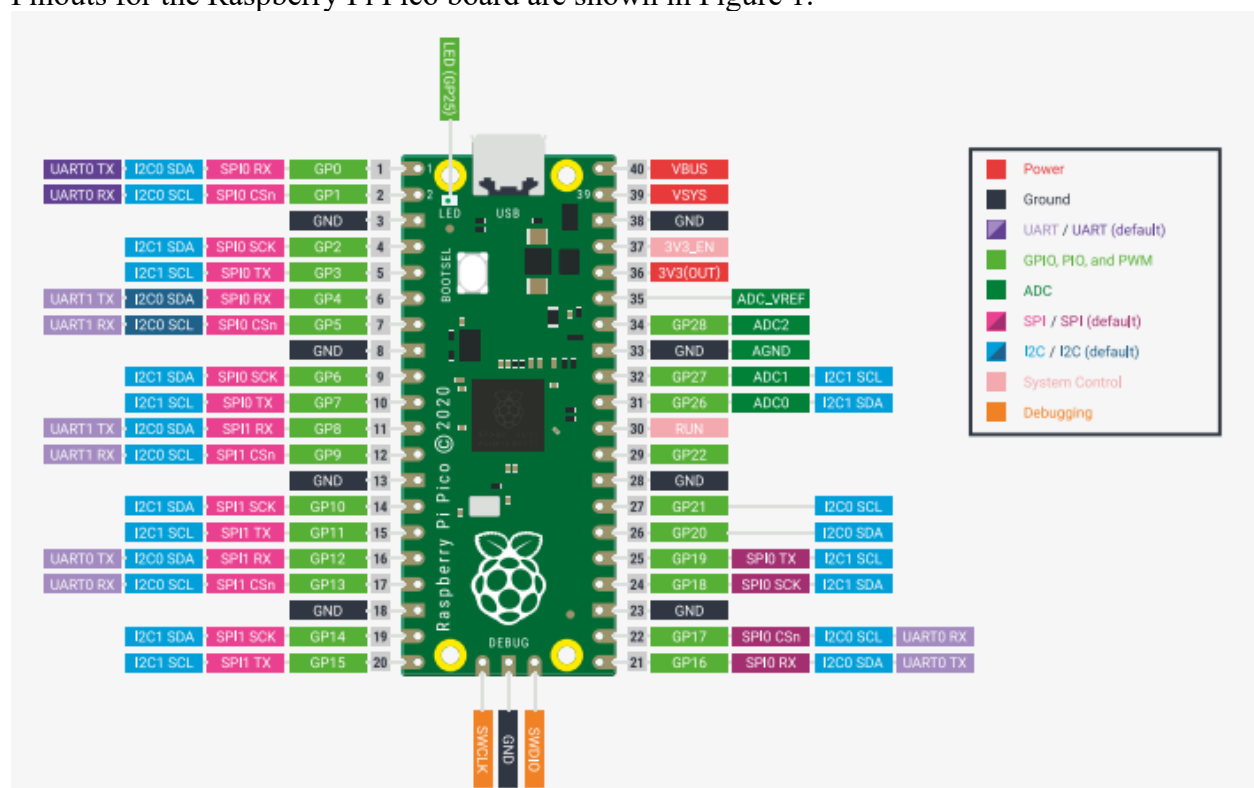 Pinouts for the Raspberry Pi Pico board are shown in Figure 1.
LED (GP25)
UART0 TX I2C0 SDA SPI0 RX GP0 1 1 40 VBUS
UART0 RX I2C0 SCL SPI0 CSn GP1 2 2 39 39 VSYS
GND 3 LED USB 38 GND
I2C1 SDA SPI0 SCK GP2 4 37 3V3_EN
I2C1 SCL SPI0 TX GP3 5 BOOTSEL 36 3V3(OUT)
UART1 TX I2C0 SDA SPI0 RX GP4 6 35 ADC_VREF
UART1 RX I2C0 SCL SPI0 CSn GP5 7 34 GP28 ADC2
GND 8 33 GND AGND
I2C1 SDA SPI0 SCK GP6 9 32 GP27 ADC1 I2C1 SCL
I2C1 SCL SPI0 TX GP7 10 31 GP26 ADC0 I2C1 SDA
UART1 TX I2C0 SDA SPI1 RX GP8 11 30 RUN
UART1 RX I2C0 SCL SPI1 CSn GP9 12 29 GP22
GND 13 28 GND
I2C1 SDA SPI1 SCK GP10 14 27 GP21 I2C0 SCL
I2C1 SCL SPI1 TX GP11 15 26 GP20 I2C0 SDA
UART0 TX I2C0 SDA SPI1 RX GP12 16 25 GP19 SPI0 TX I2C1 SCL
UART0 RX I2C0 SCL SPI1 CSn GP13 17 24 GP18 SPI0 SCK I2C1 SDA
GND 18 23 GND
I2C1 SDA SPI1 SCK GP14 19 22 GP17 SPI0 CSn I2C0 SCL UART0 RX
I2C1 SCL SPI1 TX GP15 20 21 GP16 SPI0 RX I2C0 SDA UART0 TX
Raspberry Pi Pico © 2020
DEBUG
SWCLK
GND
SWDIO
Power
Ground
UART / UART (default)
GPIO, PIO, and PWM
ADC
SPI / SPI (default)
I2C / I2C (default)
System Control
Debugging